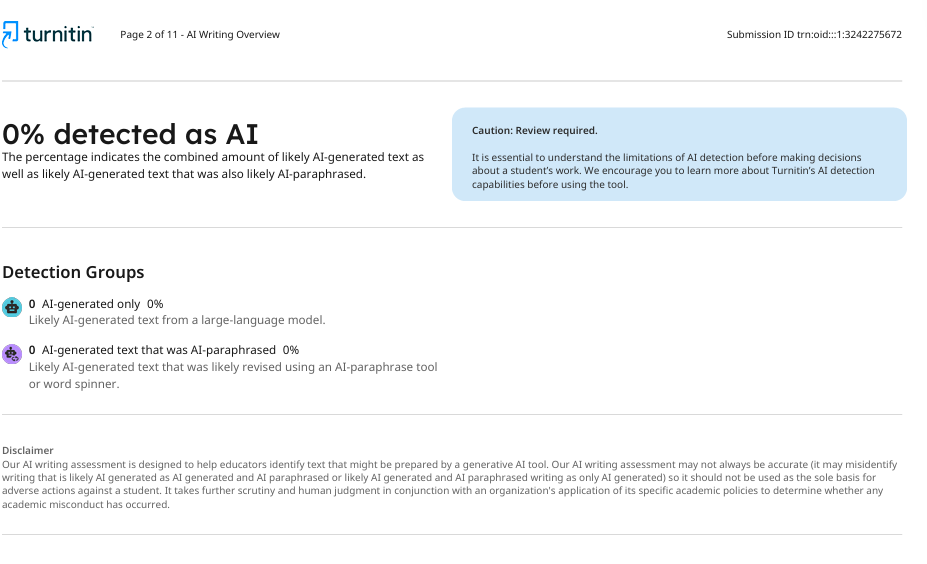 turnitin
Page 2 of 11 - AI Writing Overview
Submission ID trn:oid:::1:3242275672
0% detected as AI
The percentage indicates the combined amount of likely AI-generated text as
well as likely AI-generated text that was also likely AI-paraphrased.
Caution: Review required.
It is essential to understand the limitations of AI detection before making decisions
about a student's work. We encourage you to learn more about Turnitin's AI detection
capabilities before using the tool.
Detection Groups
0 AI-generated only 0%
Likely AI-generated text from a large-language model.
0 AI-generated text that was AI-paraphrased 0%
Likely AI-generated text that was likely revised using an AI-paraphrase tool
or word spinner.
Disclaimer
Our AI writing assessment is designed to help educators identify text that might be prepared by a generative AI tool. Our AI writing assessment may not always be accurate (it may misidentify
writing that is likely AI generated as AI generated and AI paraphrased or likely AI generated and AI paraphrased writing as only AI generated) so it should not be used as the sole basis for
adverse actions against a student. It takes further scrutiny and human judgment in conjunction with an organization's application of its specific academic policies to determine whether any
academic misconduct has occurred.